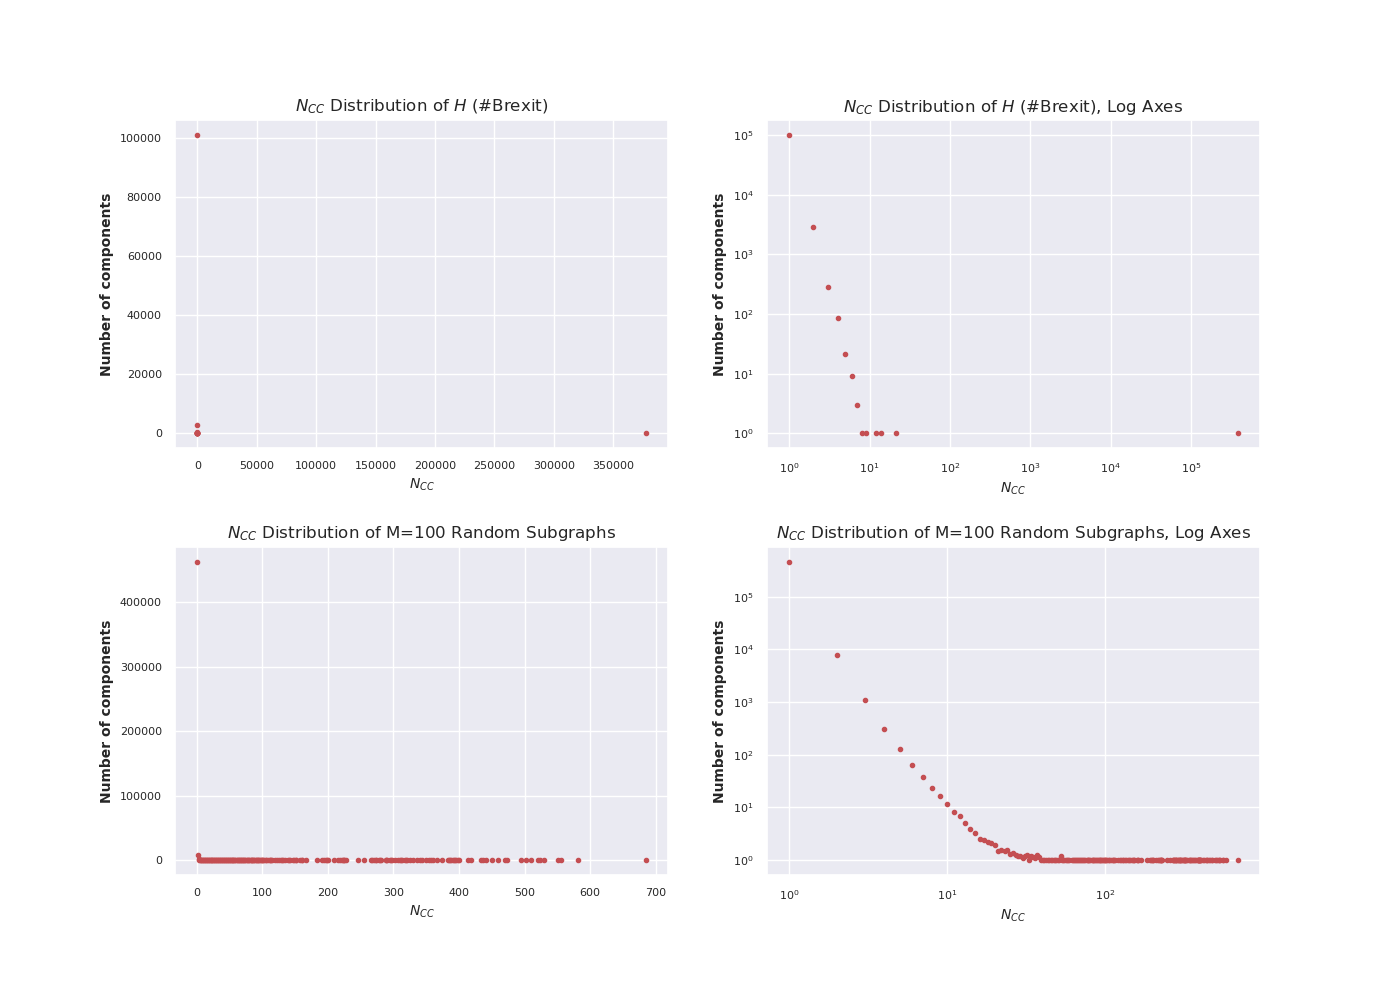 N_CC Distribution of H (#Brexit)
Number of components
100000
80000
60000
40000
20000
0
0 50000 100000 150000 200000 250000 300000 350000
N_CC
N_CC Distribution of H (#Brexit), Log Axes
Number of components
10^5
10^4
10^3
10^2
10^1
10^0
10^0 10^1 10^2 10^3 10^4 10^5
N_CC
N_CC Distribution of M=100 Random Subgraphs
Number of components
400000
300000
200000
100000
0
0 100 200 300 400 500 600 700
N_CC
N_CC Distribution of M=100 Random Subgraphs, Log Axes
Number of components
10^5
10^4
10^3
10^2
10^1
10^0
10^0 10^1 10^2
N_CC